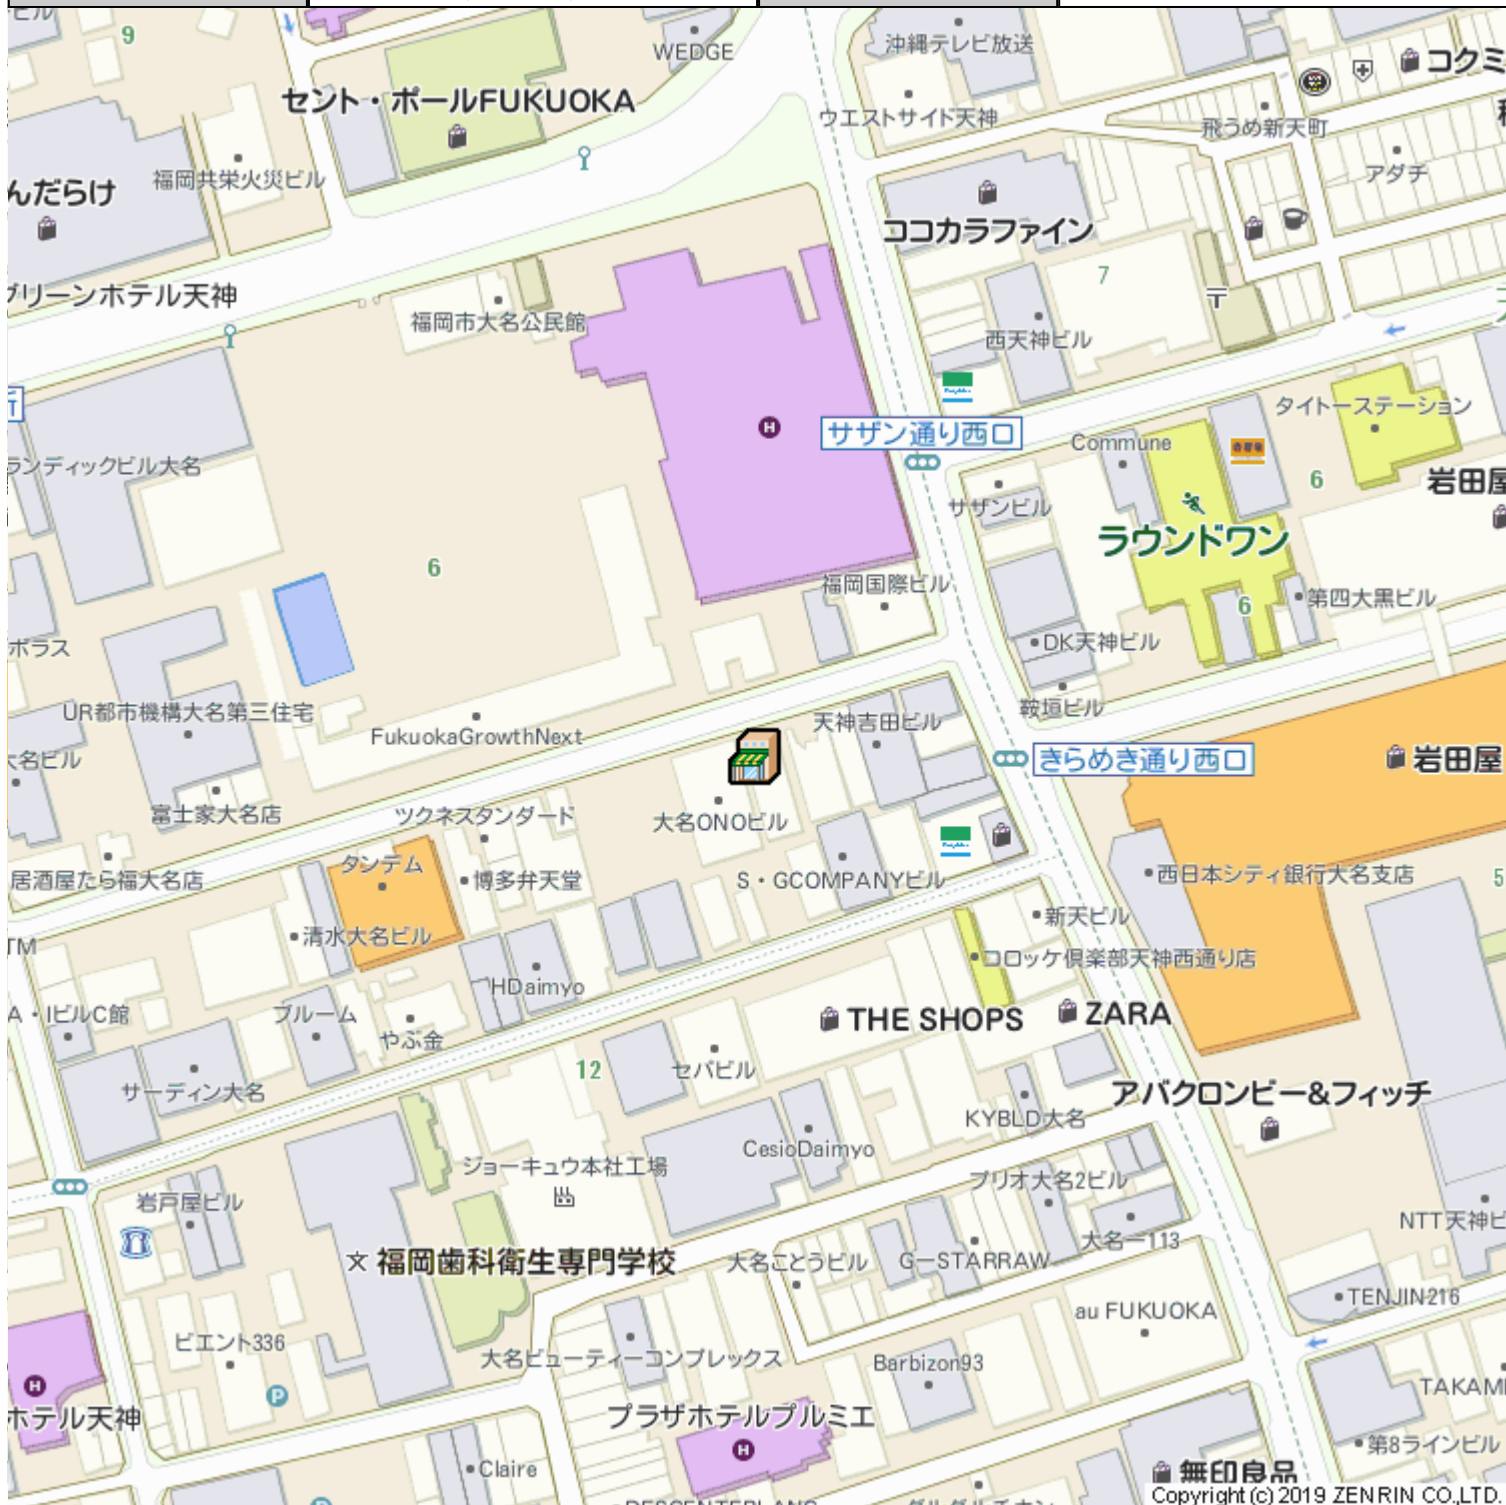 ビル
9
WEDGE
沖縄テレビ放送
コクミ
セント・ポールFUKUOKA
ウエストサイド天神
飛うめ新天町
アダチ
福岡共栄火災ビル
んだらけ
ココカラファイン
7
グリーンホテル天神
福岡市大名公民館
〒
西天神ビル
サザン通り西口
Commune
タイトーステーション
ランディックビル大名
H
サザンビル
6
岩田屋
ラウンドワン
6
福岡国際ビル
6
第四大黒ビル
ポラス
DK天神ビル
UR都市機構大名第三住宅
FukuokaGrowthNext
天神吉田ビル
鞍垣ビル
大名ビル
きらめき通り西口
岩田屋
富士家大名店
ツクネスタンダード
大名ONOビル
居酒屋たら福大名店
タンデム
博多弁天堂
S・GCOMPANYビル
西日本シティ銀行大名支店
5
TM
清水大名ビル
新天ビル
コロッケ倶楽部天神西通り店
HDaimyo
A・IビルC館
ブルーム
やぶ金
THE SHOPS
ZARA
サーディン大名
12
セパビル
アバクロンビー&フィッチ
KYBLD大名
CesioDaimyo
ジョーキュウ本社工場
プリオ大名2ビル
岩戸屋ビル
NTT天神ビ
大名一113
福岡歯科衛生専門学校
大名ことうビル
G-STARRAW
TENJIN216
au FUKUOKA
ビエント336
大名ビューティーコンプレックス
Barbizon93
H
P
TAKAMI
ホテル天神
プラザホテルプルミエ
H
第8ラインビル
Claire
無印良品
Copyright (c) 2019 ZENRIN CO.LTD